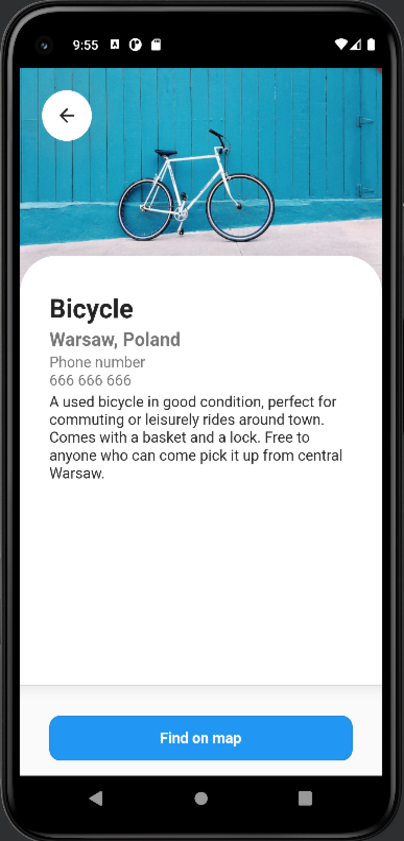 9:55
Bicycle
Warsaw, Poland
Phone number
666 666 666
A used bicycle in good condition, perfect for
commuting or leisurely rides around town.
Comes with a basket and a lock. Free to
anyone who can come pick it up from central
Warsaw.
Find on map